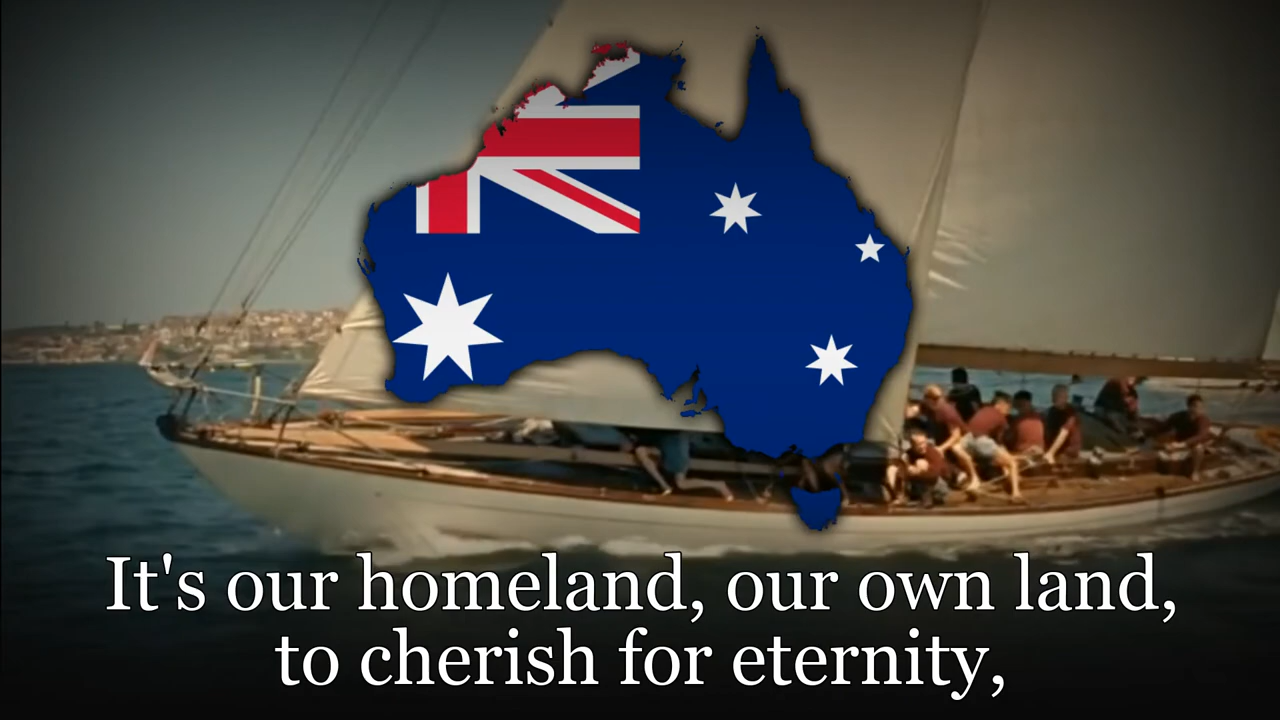 It's our homeland, our own land,
to cherish for eternity,